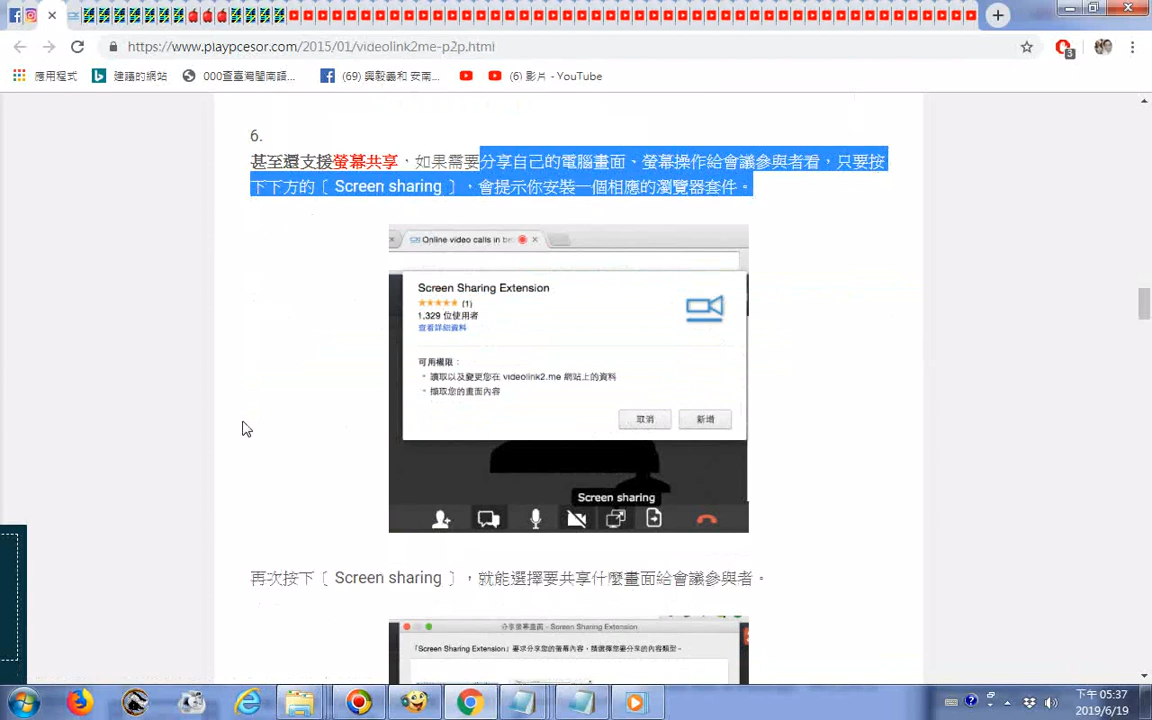 https://www.playpcesor.com/2015/01/videolink2me-p2p.html
應用程式
建議的網站
000查臺灣閩南語...
(69) 興毅義和 安南...
(6) 影片 - YouTube
6.
甚至還支援螢幕共享，如果需要分享自己的電腦畫面、螢幕操作給會議參與者看，只要按
下下方的〔 Screen sharing 〕，會提示你安裝一個相應的瀏覽器套件。
Online video calls in br
Screen Sharing Extension
(1)
1,329 位使用者
查看詳細資料
可用權限：
• 讀取以及變更您在 videolink2.me 網站上的資料
• 擷取您的畫面內容
取消
新增
Screen sharing
再次按下〔 Screen sharing 〕，就能選擇要共享什麼畫面給會議參與者。
分享螢幕畫面 - Screen Sharing Extension
「Screen Sharing Extension」要求分享您的螢幕內容，請選擇您要分享的內容類型。
下午 05:37
2019/6/19